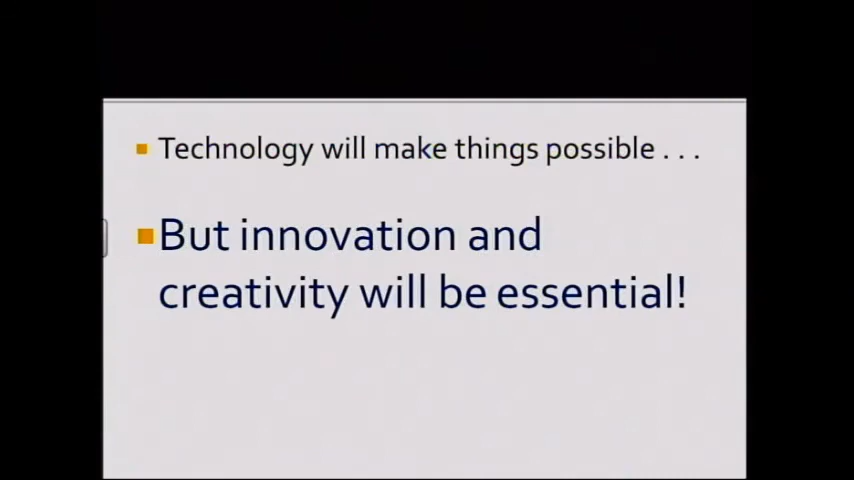 Technology will make things possible . . .
But innovation and
creativity will be essential!